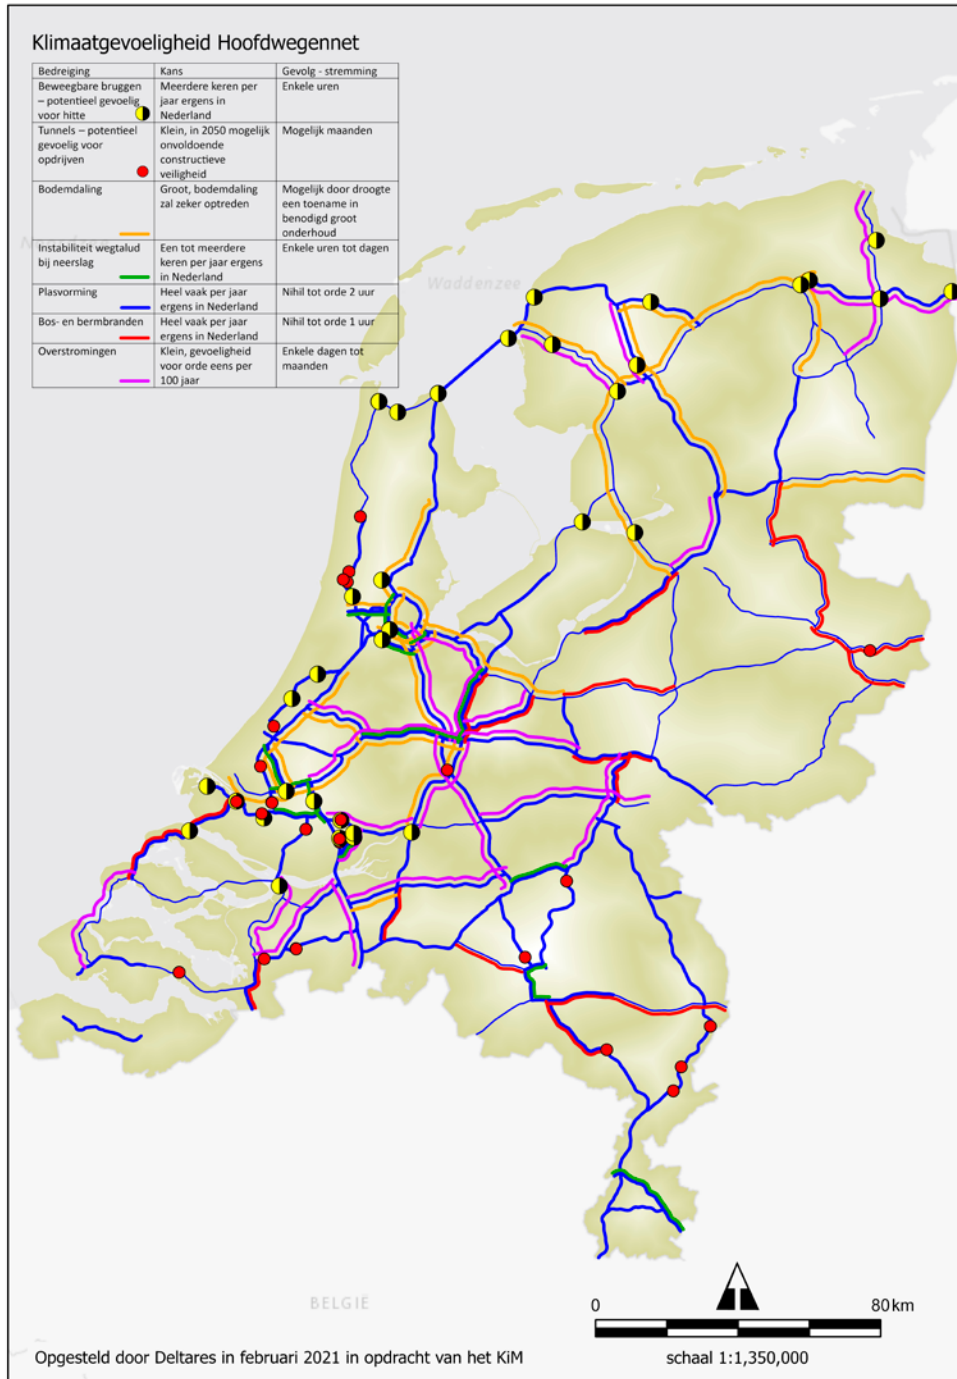 Klimaatgevoeligheid Hoofdwegennet
Bedreiging
Kans
Gevolg - stremming
Beweegbare bruggen
– potentieel gevoelig
voor hitte
Meerdere keren per
jaar ergens in
Nederland
Enkele uren
Tunnels – potentieel
gevoelig voor
opdrijven
Klein, in 2050 mogelijk
onvoldoende
constructieve
veiligheid
Mogelijk maanden
Bodemdaling
Groot, bodemdaling
zal zeker optreden
Mogelijk door droogte
een toename in
benodigd groot
onderhoud
Instabiliteit wegtalud
bij neerslag
Een tot meerdere
keren per jaar ergens
in Nederland
Enkele uren tot dagen
Plasvorming
Heel vaak per jaar
ergens in Nederland
Nihil tot orde 2 uur
Bos- en bermbranden
Heel vaak per jaar
ergens in Nederland
Nihil tot orde 1 uur
Overstromingen
Klein, gevoeligheid
voor orde eens per
100 jaar
Enkele dagen tot
maanden
Waddenzee
BELGIË
0 80 km
schaal 1:1,350,000
Opgesteld door Deltares in februari 2021 in opdracht van het KiM